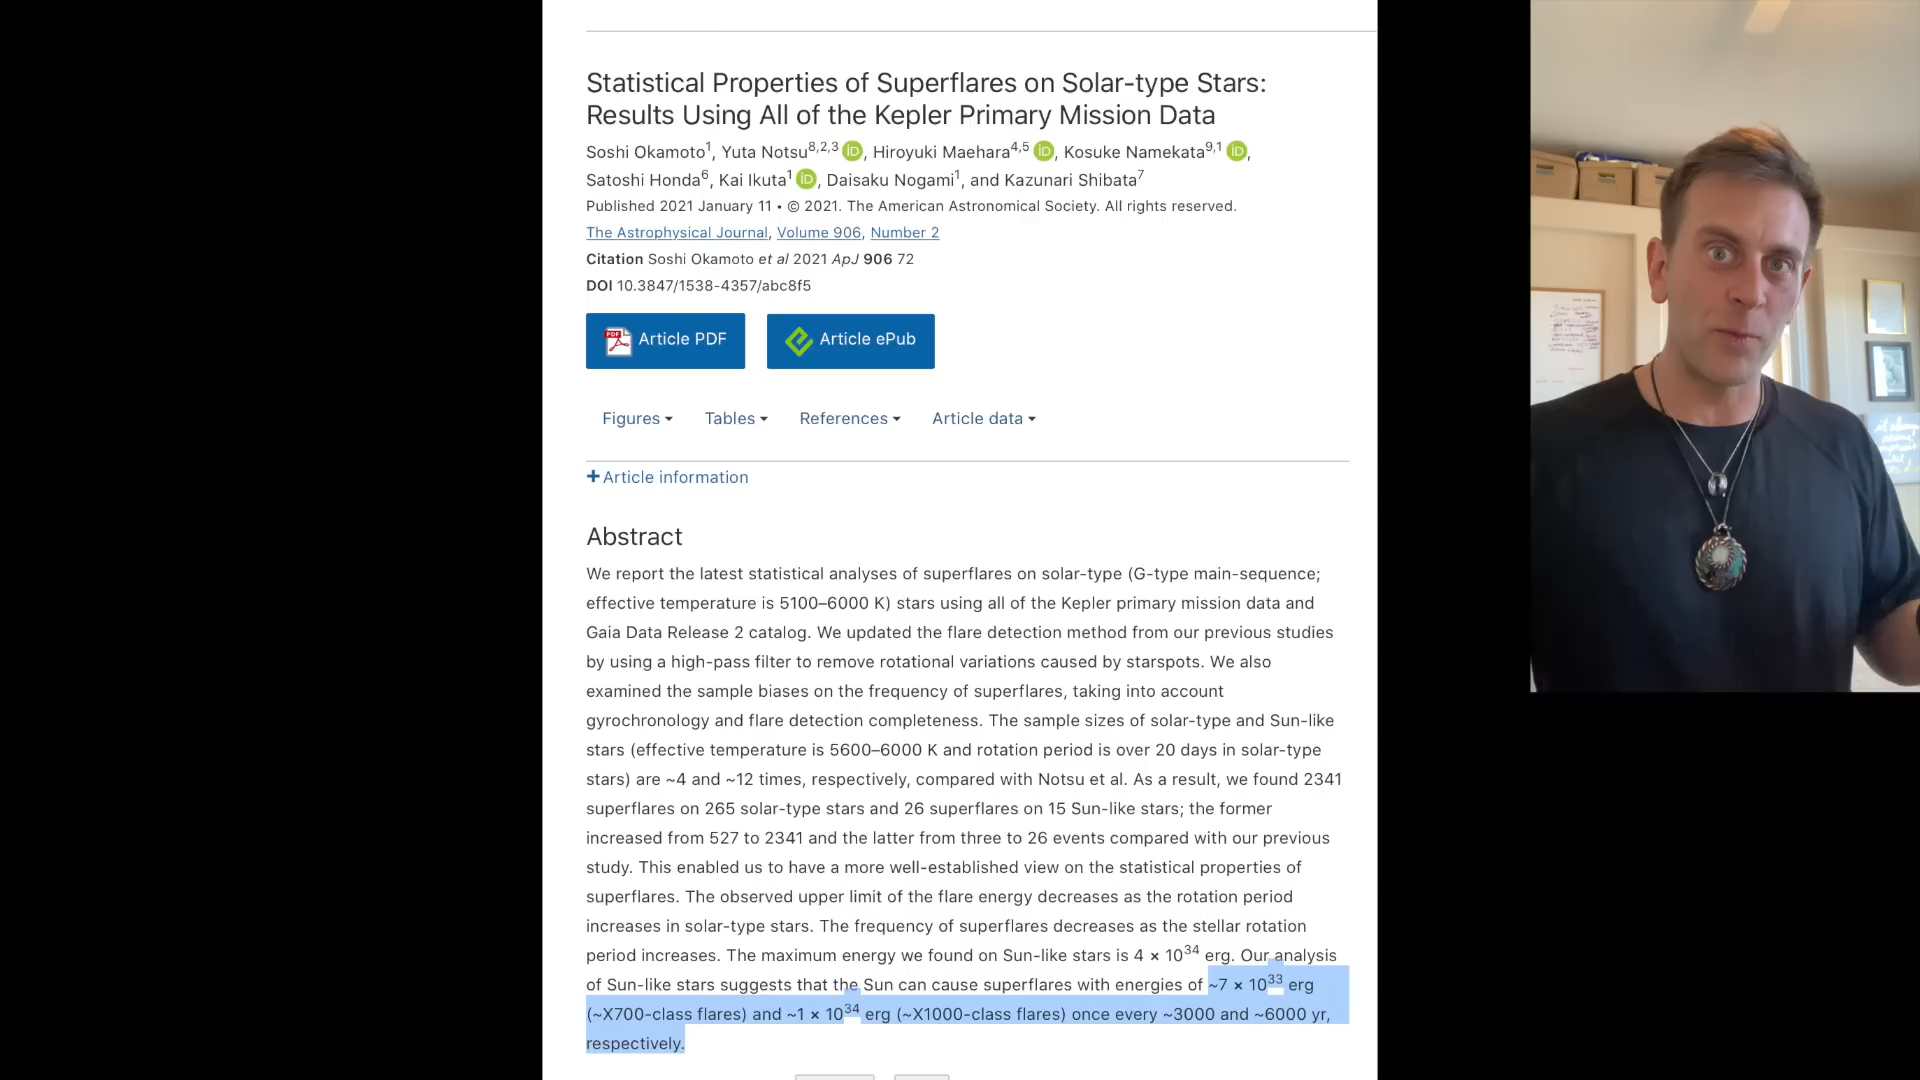 Statistical Properties of Superflares on Solar-type Stars:
Results Using All of the Kepler Primary Mission Data
Soshi Okamoto1, Yuta Notsu8,2,3 iD, Hiroyuki Maehara4,5 iD, Kosuke Namekata9,1 iD,
Satoshi Honda6, Kai Ikuta1 iD, Daisaku Nogami1, and Kazunari Shibata7
Published 2021 January 11 • © 2021. The American Astronomical Society. All rights reserved.
The Astrophysical Journal, Volume 906, Number 2
Citation Soshi Okamoto et al 2021 ApJ 906 72
DOI 10.3847/1538-4357/abc8f5
PDF Article PDF Article ePub
Figures Tables References Article data
+ Article information
Abstract
We report the latest statistical analyses of superflares on solar-type (G-type main-sequence;
effective temperature is 5100–6000 K) stars using all of the Kepler primary mission data and
Gaia Data Release 2 catalog. We updated the flare detection method from our previous studies
by using a high-pass filter to remove rotational variations caused by starspots. We also
examined the sample biases on the frequency of superflares, taking into account
gyrochronology and flare detection completeness. The sample sizes of solar-type and Sun-like
stars (effective temperature is 5600–6000 K and rotation period is over 20 days in solar-type
stars) are ~4 and ~12 times, respectively, compared with Notsu et al. As a result, we found 2341
superflares on 265 solar-type stars and 26 superflares on 15 Sun-like stars; the former
increased from 527 to 2341 and the latter from three to 26 events compared with our previous
study. This enabled us to have a more well-established view on the statistical properties of
superflares. The observed upper limit of the flare energy decreases as the rotation period
increases in solar-type stars. The frequency of superflares decreases as the stellar rotation
period increases. The maximum energy we found on Sun-like stars is 4 × 10^34 erg. Our analysis
of Sun-like stars suggests that the Sun can cause superflares with energies of ~7 × 10^33 erg
(~X700-class flares) and ~1 × 10^34 erg (~X1000-class flares) once every ~3000 and ~6000 yr,
respectively.